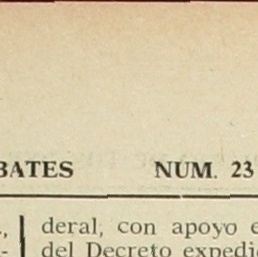 BATES NUM. 23
deral; con apoyo e
del Decreto expedi